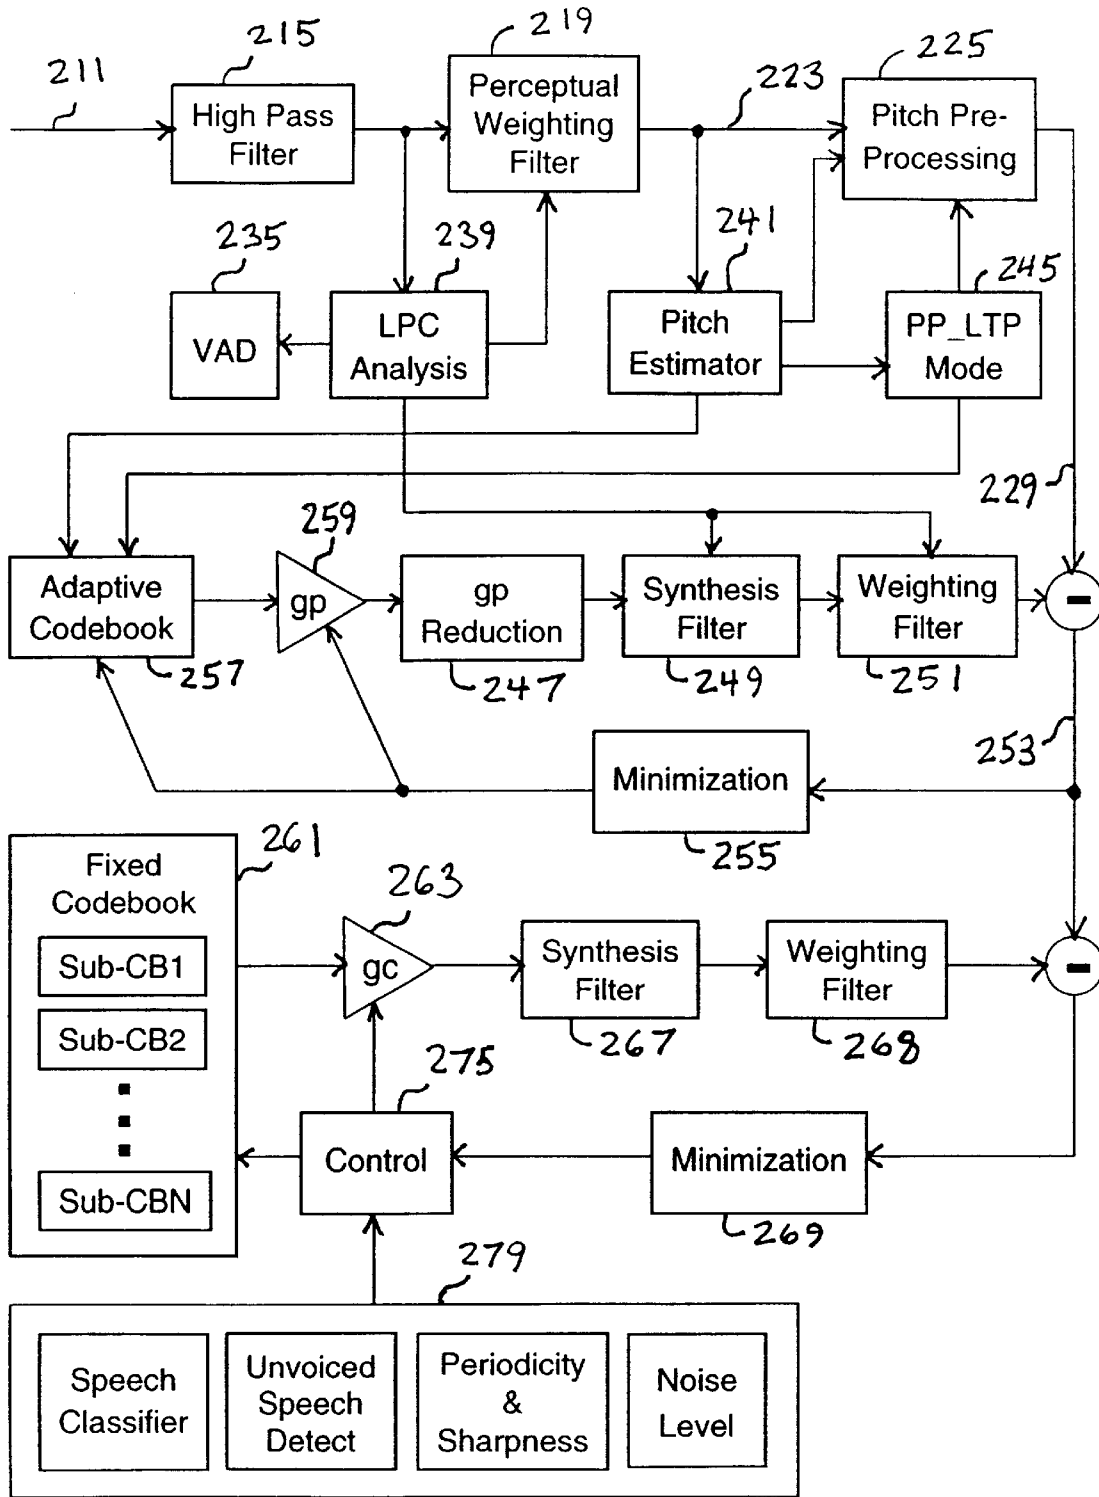 215
219
211
223
225
High Pass
Filter
Perceptual
Weighting
Filter
Pitch Pre-
Processing
235
239
241
245
VAD
LPC
Analysis
Pitch
Estimator
PP_LTP
Mode
229
259
Adaptive
Codebook
gp
gp
Reduction
Synthesis
Filter
Weighting
Filter
-
257
247
249
251
253
Minimization
255
261
Fixed
Codebook
263
Sub-CB1
gc
Synthesis
Filter
Weighting
Filter
-
Sub-CB2
267
268
275
Control
Minimization
Sub-CBN
269
279
Speech
Classifier
Unvoiced
Speech
Detect
Periodicity
&
Sharpness
Noise
Level